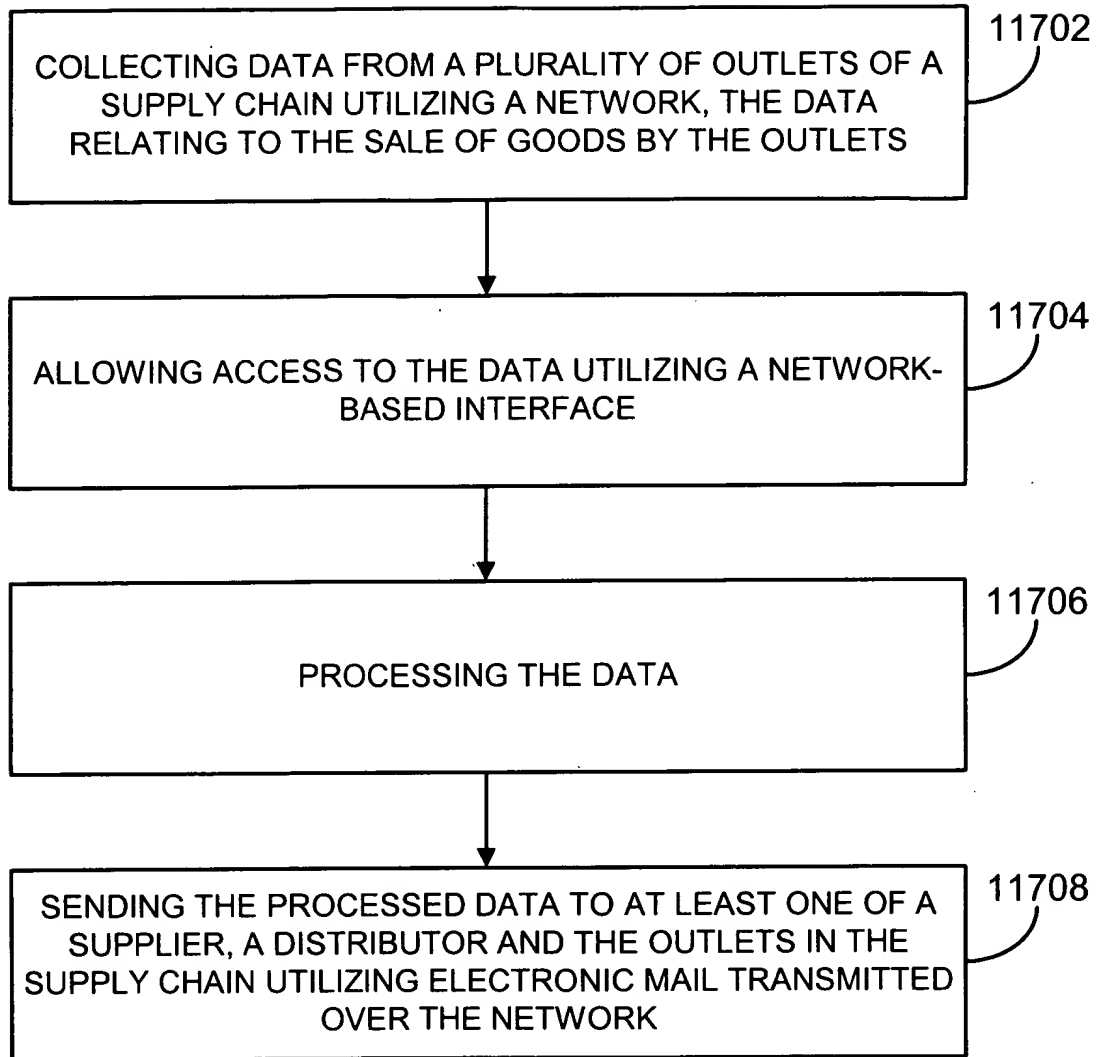 11702
COLLECTING DATA FROM A PLURALITY OF OUTLETS OF A
SUPPLY CHAIN UTILIZING A NETWORK, THE DATA
RELATING TO THE SALE OF GOODS BY THE OUTLETS
11704
ALLOWING ACCESS TO THE DATA UTILIZING A NETWORK-
BASED INTERFACE
11706
PROCESSING THE DATA
11708
SENDING THE PROCESSED DATA TO AT LEAST ONE OF A
SUPPLIER, A DISTRIBUTOR AND THE OUTLETS IN THE
SUPPLY CHAIN UTILIZING ELECTRONIC MAIL TRANSMITTED
OVER THE NETWORK